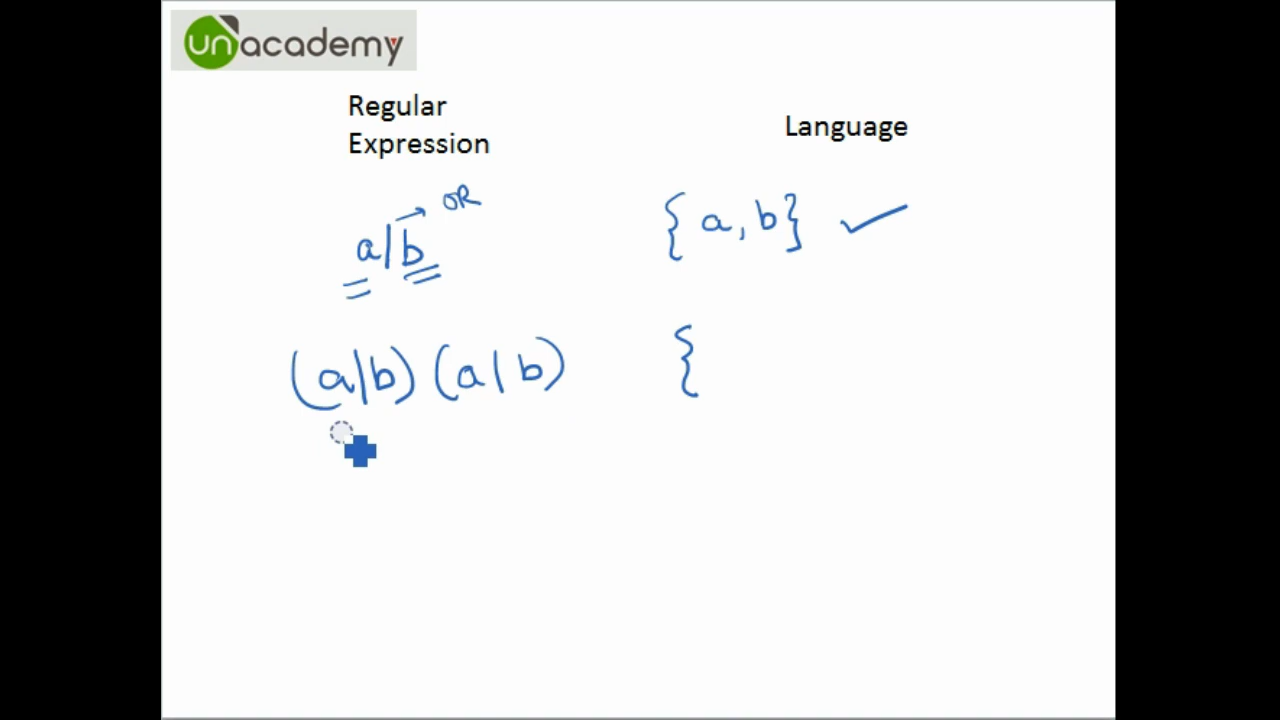 unacademy
Regular
Expression
Language
OR
a|b
{a, b}
(a|b)(a|b)
{